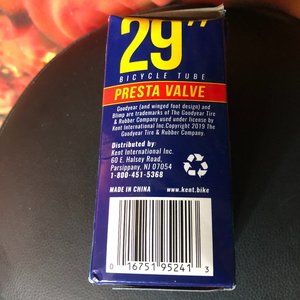 29"
BICYCLE TUBE
PRESTA VALVE
Goodyear (and winged foot design) and
Blimp are trademarks of The Goodyear Tire
& Rubber Company used under license by
Kent International Inc.Copyright 2019 The
Goodyear Tire & Rubber Company.
Distributed by:
Kent International Inc.
60 E. Halsey Road,
Parsippany, NJ 07054
1-800-451-5368
MADE IN CHINA
www.kent.bike
0 16751 95241 3